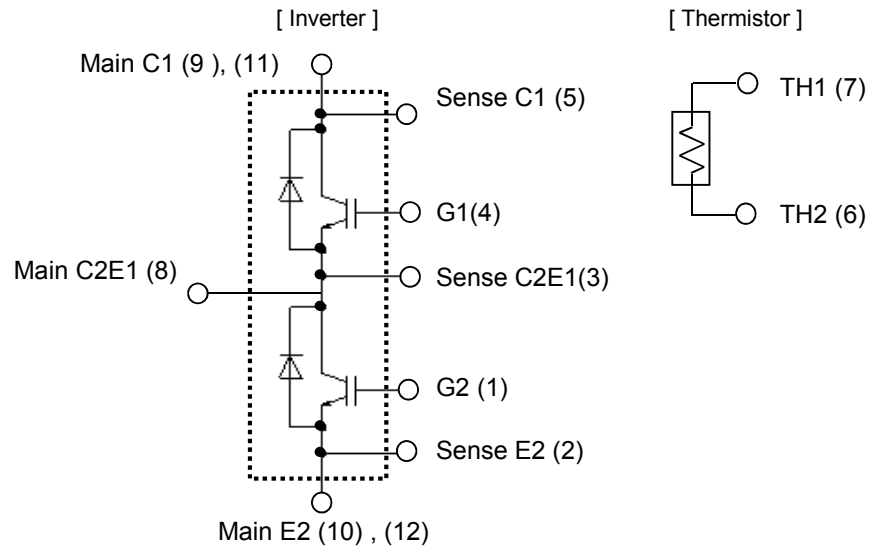 [ Inverter ]
[ Thermistor ]
Main C1 (9 ), (11)
Sense C1 (5)
TH1 (7)
G1(4)
TH2 (6)
Main C2E1 (8)
Sense C2E1(3)
G2 (1)
Sense E2 (2)
Main E2 (10) , (12)